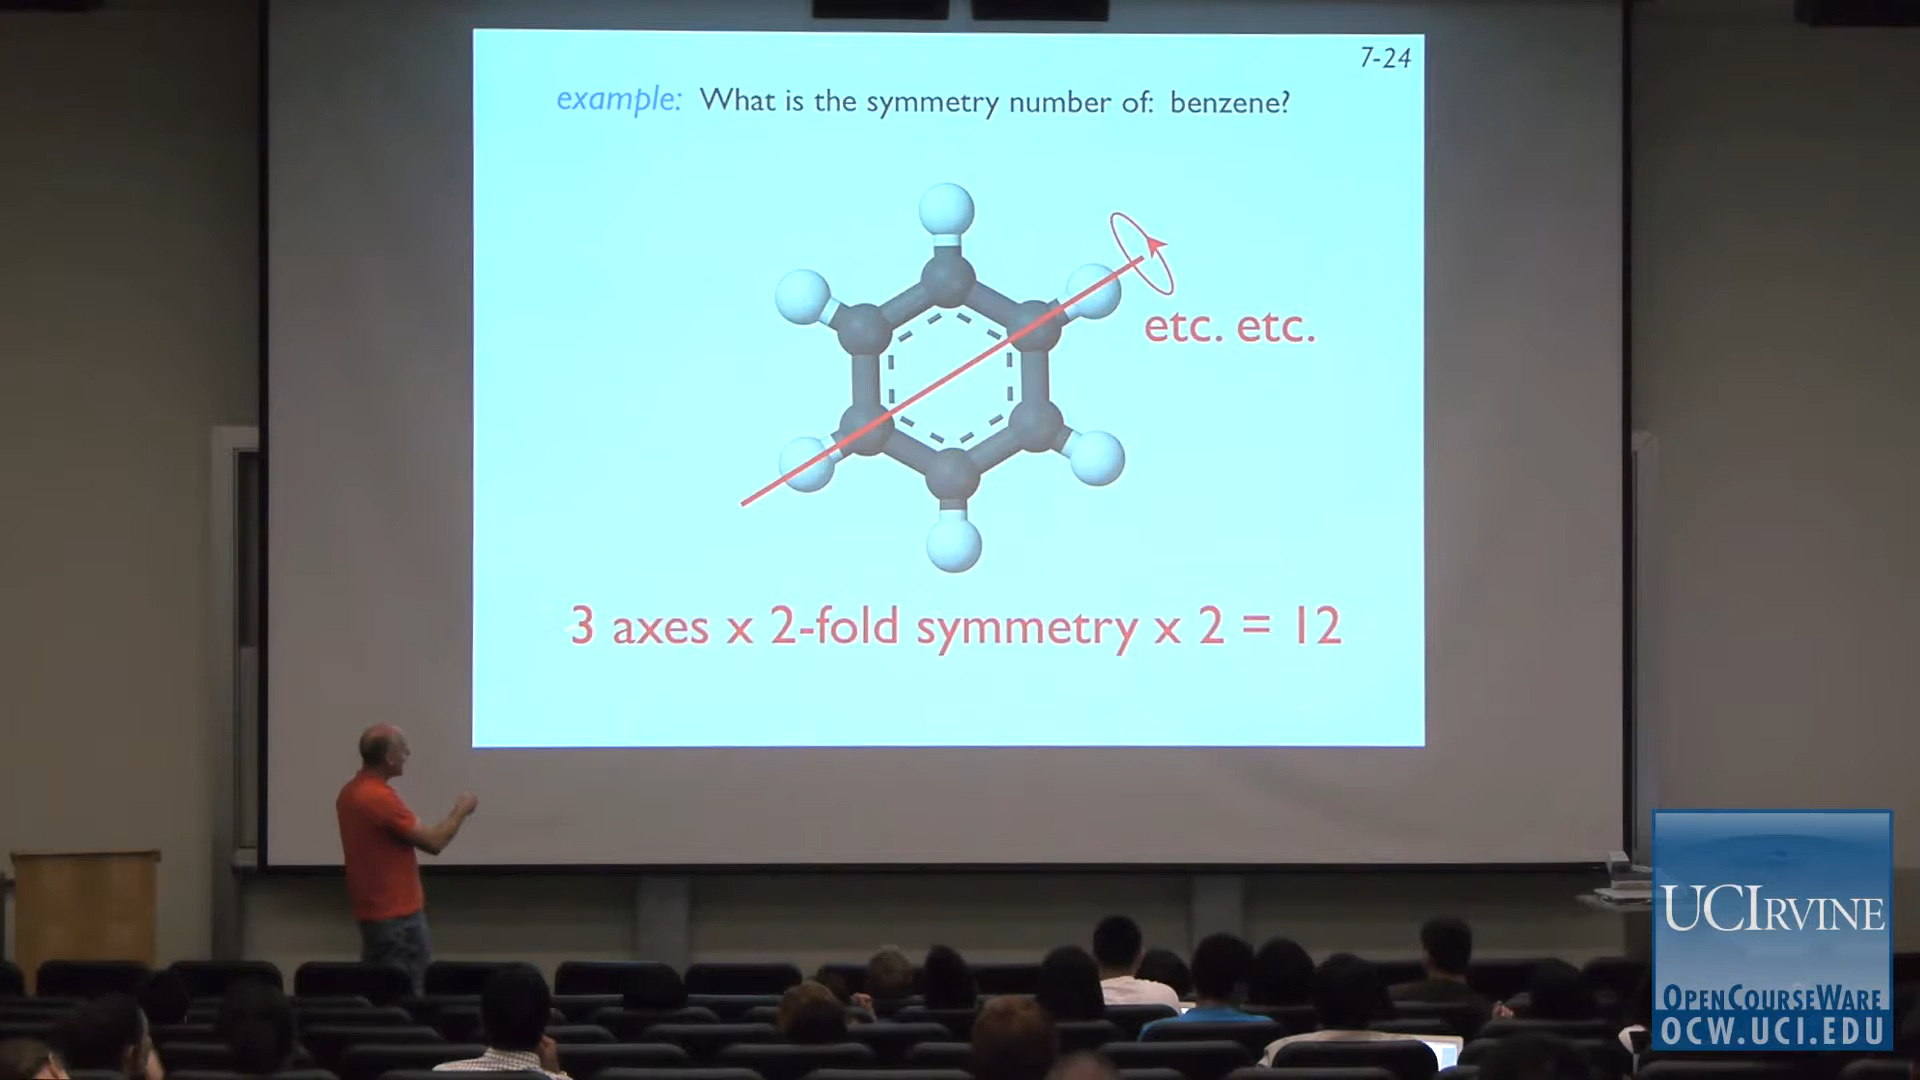 7-24
example: What is the symmetry number of: benzene?
etc. etc.
3 axes x 2-fold symmetry x 2 = 12
UCIRVINE
OPENCOURSEWARE
OCW.UCI.EDU